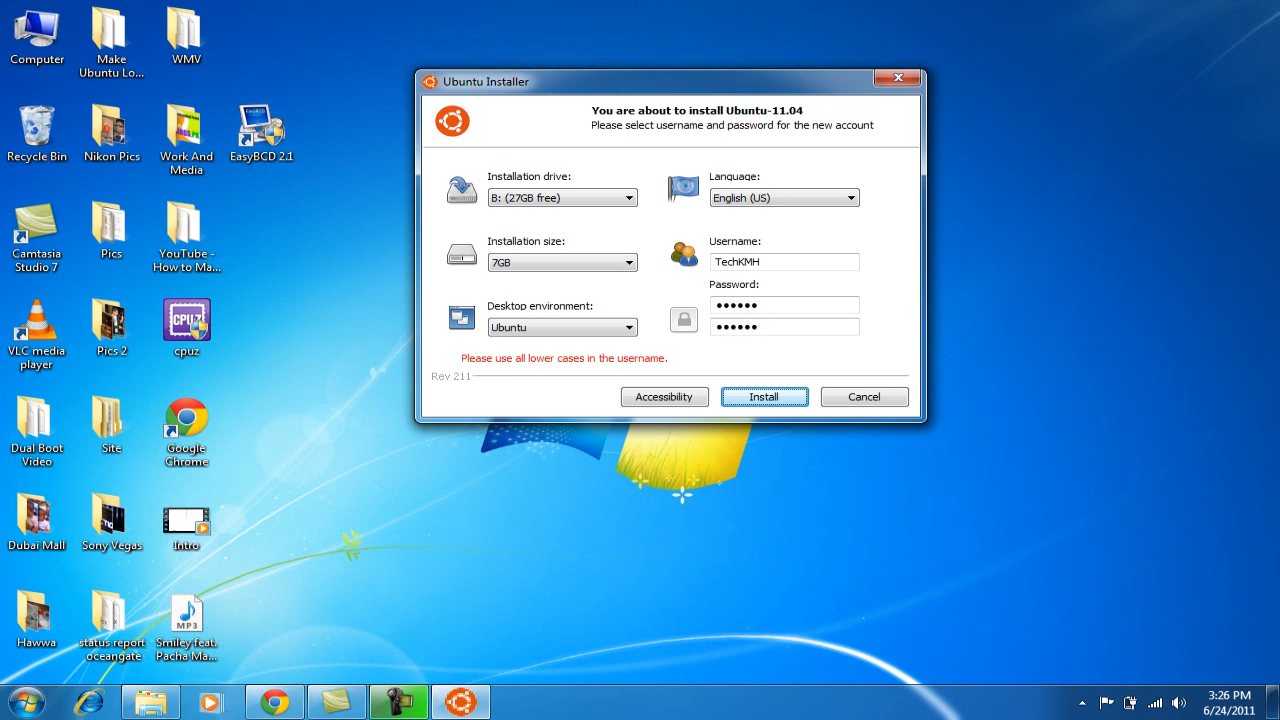 Computer
Make
Ubuntu Lo...
WMV
Recycle Bin
Nikon Pics
Work And
Media
EasyBCD 2.1
Camtasia
Studio 7
Pics
YouTube -
How to Ma...
VLC media
player
Pics 2
cpuz
Dual Boot
Video
Site
Google
Chrome
Dubai Mall
Sony Vegas
Intro
Hawwa
status report
oceangate
Smiley feat.
Pacha Ma...
EasyBCD
CPUZ
MP3
Ubuntu Installer
You are about to install Ubuntu-11.04
Please select username and password for the new account
Installation drive:
B: (27GB free)
Language:
English (US)
Installation size:
7GB
Username:
TechKMH
Password:
●●●●●●
●●●●●●
Desktop environment:
Ubuntu
Please use all lower cases in the username.
Rev 211
Accessibility
Install
Cancel
3:26 PM
6/24/2011